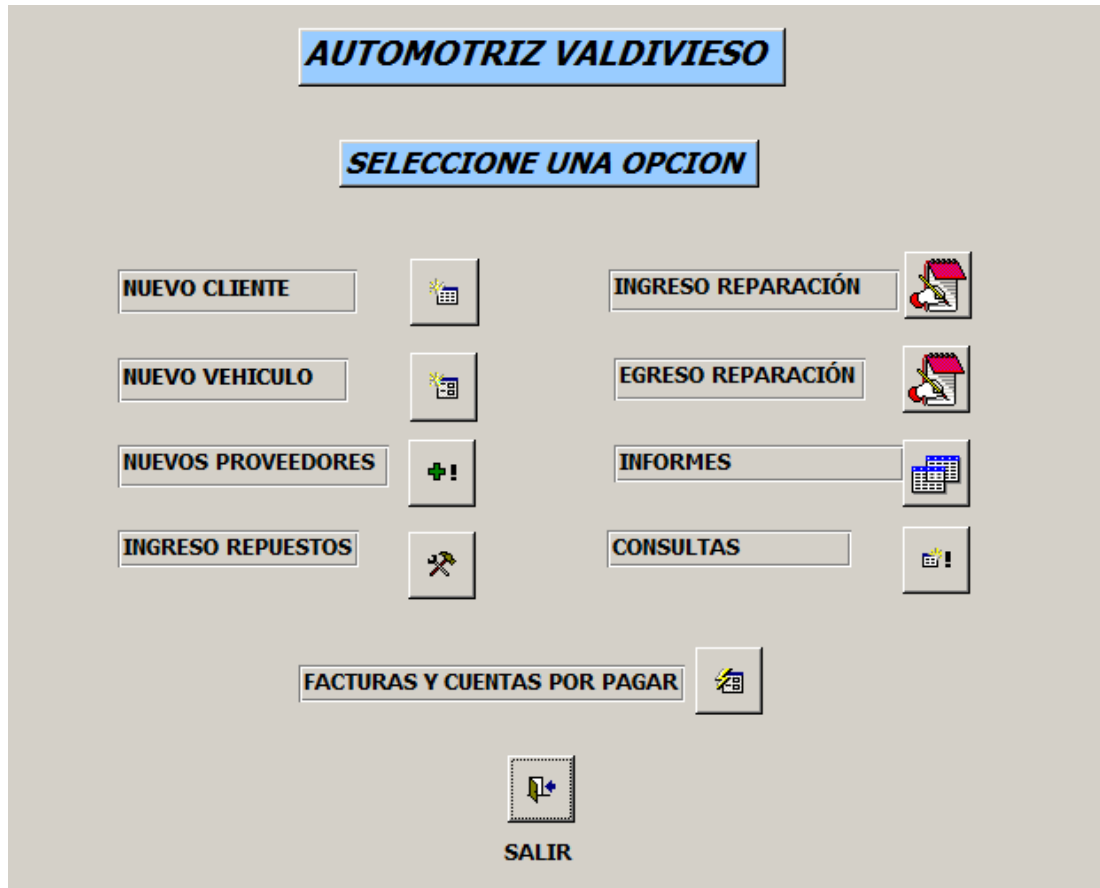 AUTOMOTRIZ VALDIVIESO
SELECCIONE UNA OPCION
NUEVO CLIENTE
INGRESO REPARACIÓN
NUEVO VEHICULO
EGRESO REPARACIÓN
NUEVOS PROVEEDORES
INFORMES
INGRESO REPUESTOS
CONSULTAS
FACTURAS Y CUENTAS POR PAGAR
SALIR